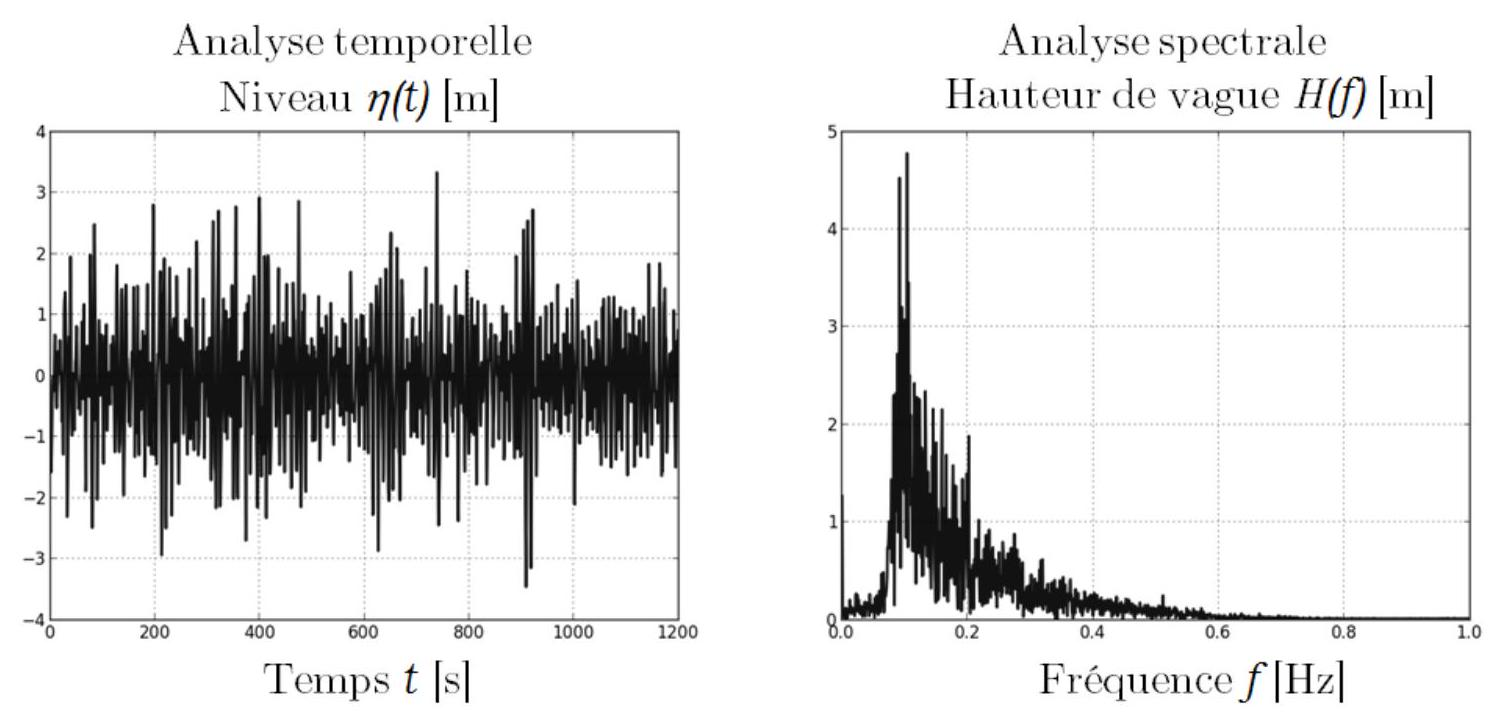 Analyse temporelle
Niveau η(t) [m]
4
3
2
1
0
−1
−2
−3
−4
0 200 400 600 800 1000 1200
Temps t [s]
Analyse spectrale
Hauteur de vague H(f) [m]
5
4
3
2
1
0
0.0 0.2 0.4 0.6 0.8 1.0
Fréquence f [Hz]